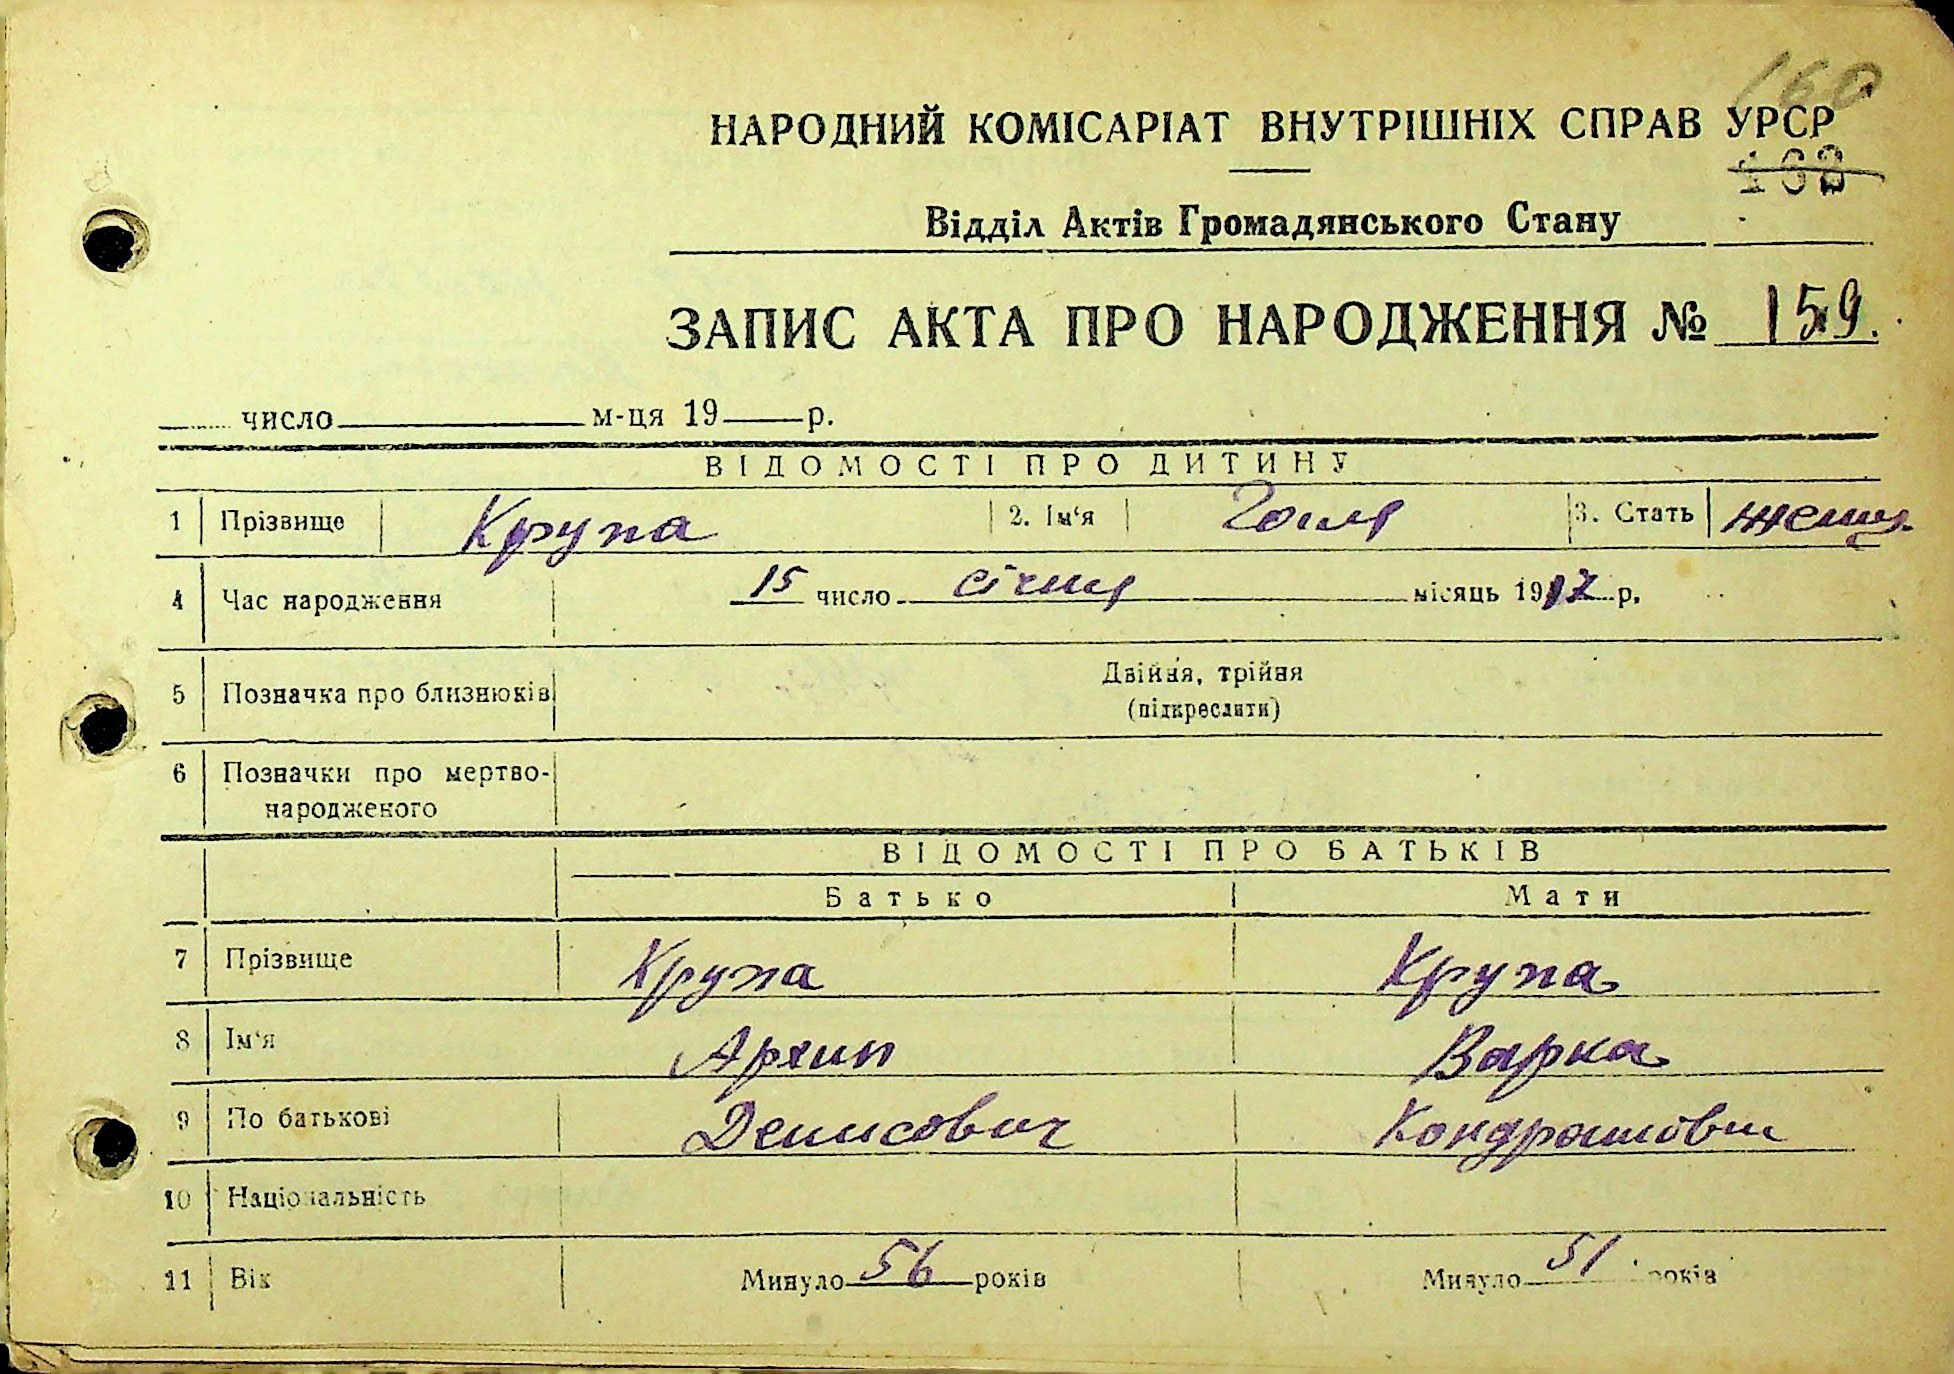 160
НАРОДНИЙ КОМІСАРІАТ ВНУТРІШНІХ СПРАВ УРСР
Відділ Актів Громадянського Стану
ЗАПИС АКТА ПРО НАРОДЖЕННЯ № 159.
число м-ця 19 р.
ВІДОМОСТІ ПРО ДИТИНУ
1 Прізвище Крупа 2. Ім'я Галя 3. Стать
4 Час народження 15 число січня місяць 19 р.
5 Позначка про близнюків Двійня, трійня
(підкреслити)
6 Позначки про мертво-
народженого
ВІДОМОСТІ ПРО БАТЬКІВ
Батько Мати
7 Прізвище Крупа Крупа
8 Ім'я Архип Варка
9 По батькові Денисович
10 Національність
11 Вік Минуло 56 років Минуло 51 років